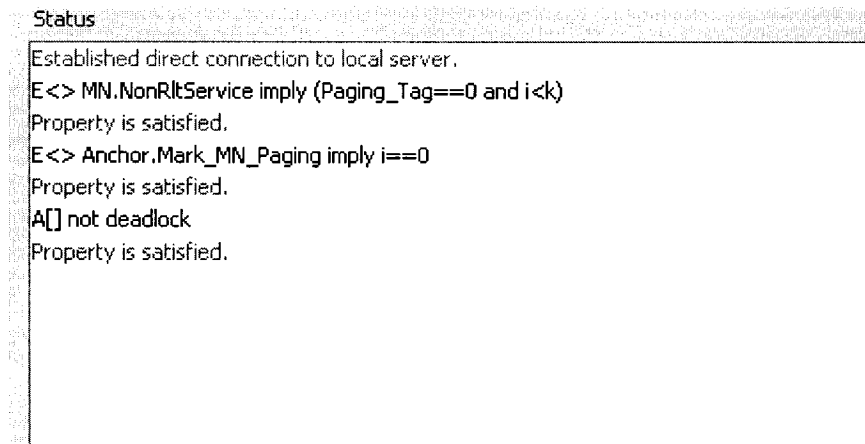 Status
Established direct connection to local server.
E<> MN.NonRltService imply (Paging_Tag==0 and i<k)
Property is satisfied.
E<> Anchor.Mark_MN_Paging imply i==0
Property is satisfied.
A[] not deadlock
Property is satisfied.